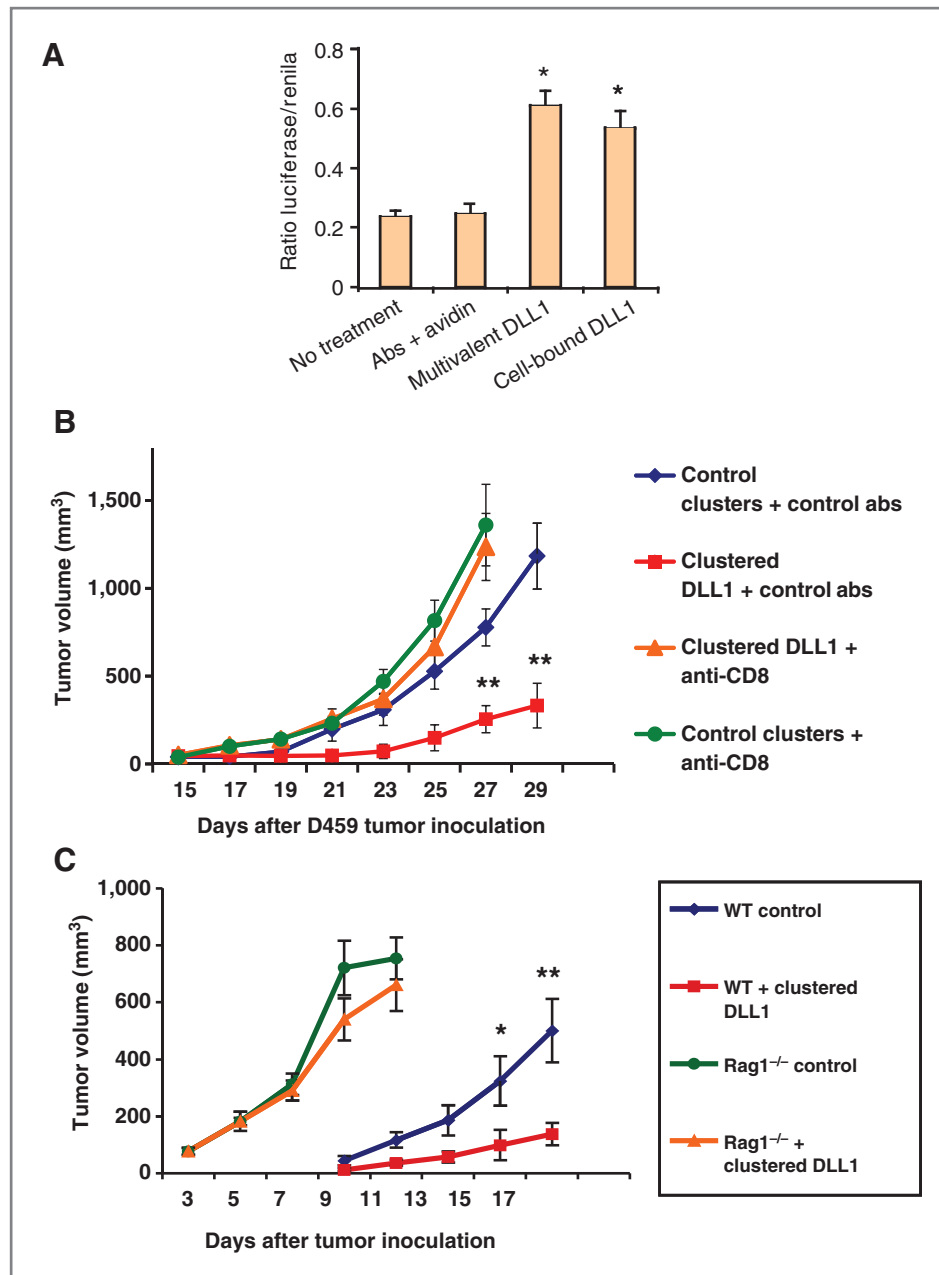 A
0.8
0.6
0.4
0.2
0
Ratio luciferase/renila
*
*
No treatment
Abs + avidin
Multivalent DLL1
Cell-bound DLL1
B
1,500
1,000
500
0
Tumor volume (mm³)
**
**
15 17 19 21 23 25 27 29
Days after D459 tumor inoculation
Control
clusters + control abs
Clustered
DLL1 + control abs
Clustered DLL1 +
anti-CD8
Control clusters +
anti-CD8
C
1,000
800
600
400
200
0
Tumor volume (mm³)
*
**
3 5 7 9 11 13 15 17
Days after tumor inoculation
WT control
WT + clustered
DLL1
Rag1⁻/⁻ control
Rag1⁻/⁻ +
clustered DLL1